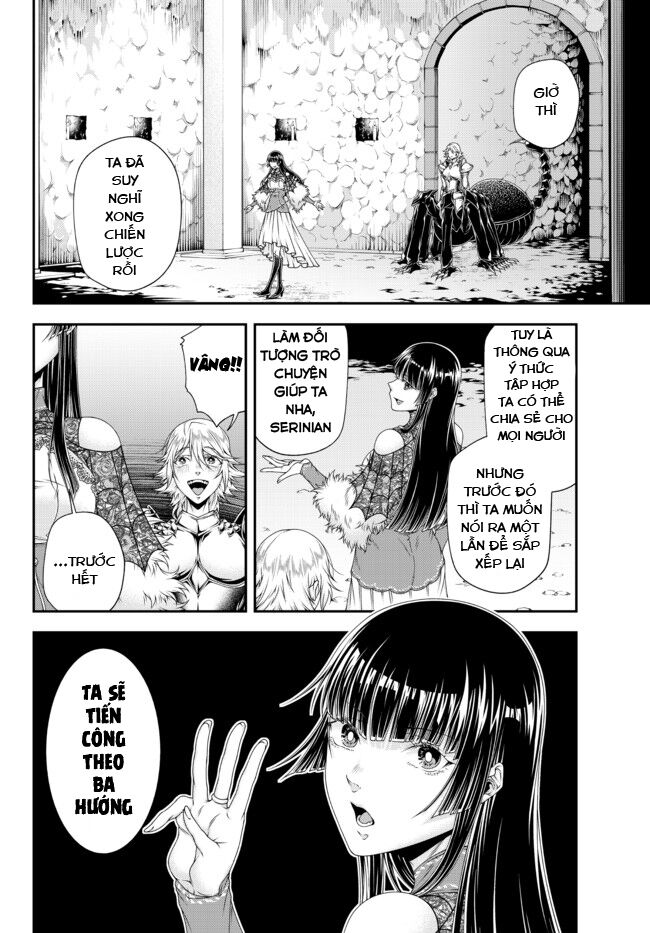 GIỜ
THÌ
TA ĐÃ
SUY
NGHĨ
XONG
CHIẾN
LƯỢC
RỒI
TUY LÀ
THÔNG QUA
Ý THỨC
TẬP HỢP
TA CÓ THỂ
CHIA SẺ CHO
MỌI NGƯỜI
NHƯNG
TRƯỚC ĐÓ
THÌ TA MUỐN
NÓI RA MỘT
LẦN ĐỂ SẮP
XẾP LẠI
LÀM ĐỐI
TƯỢNG TRÒ
CHUYỆN
GIÚP TA
NHA,
SERINIAN
VÂNG!!
...TRƯỚC
HẾT
TA SẼ
TIẾN
CÔNG
THEO
BA
HƯỚNG